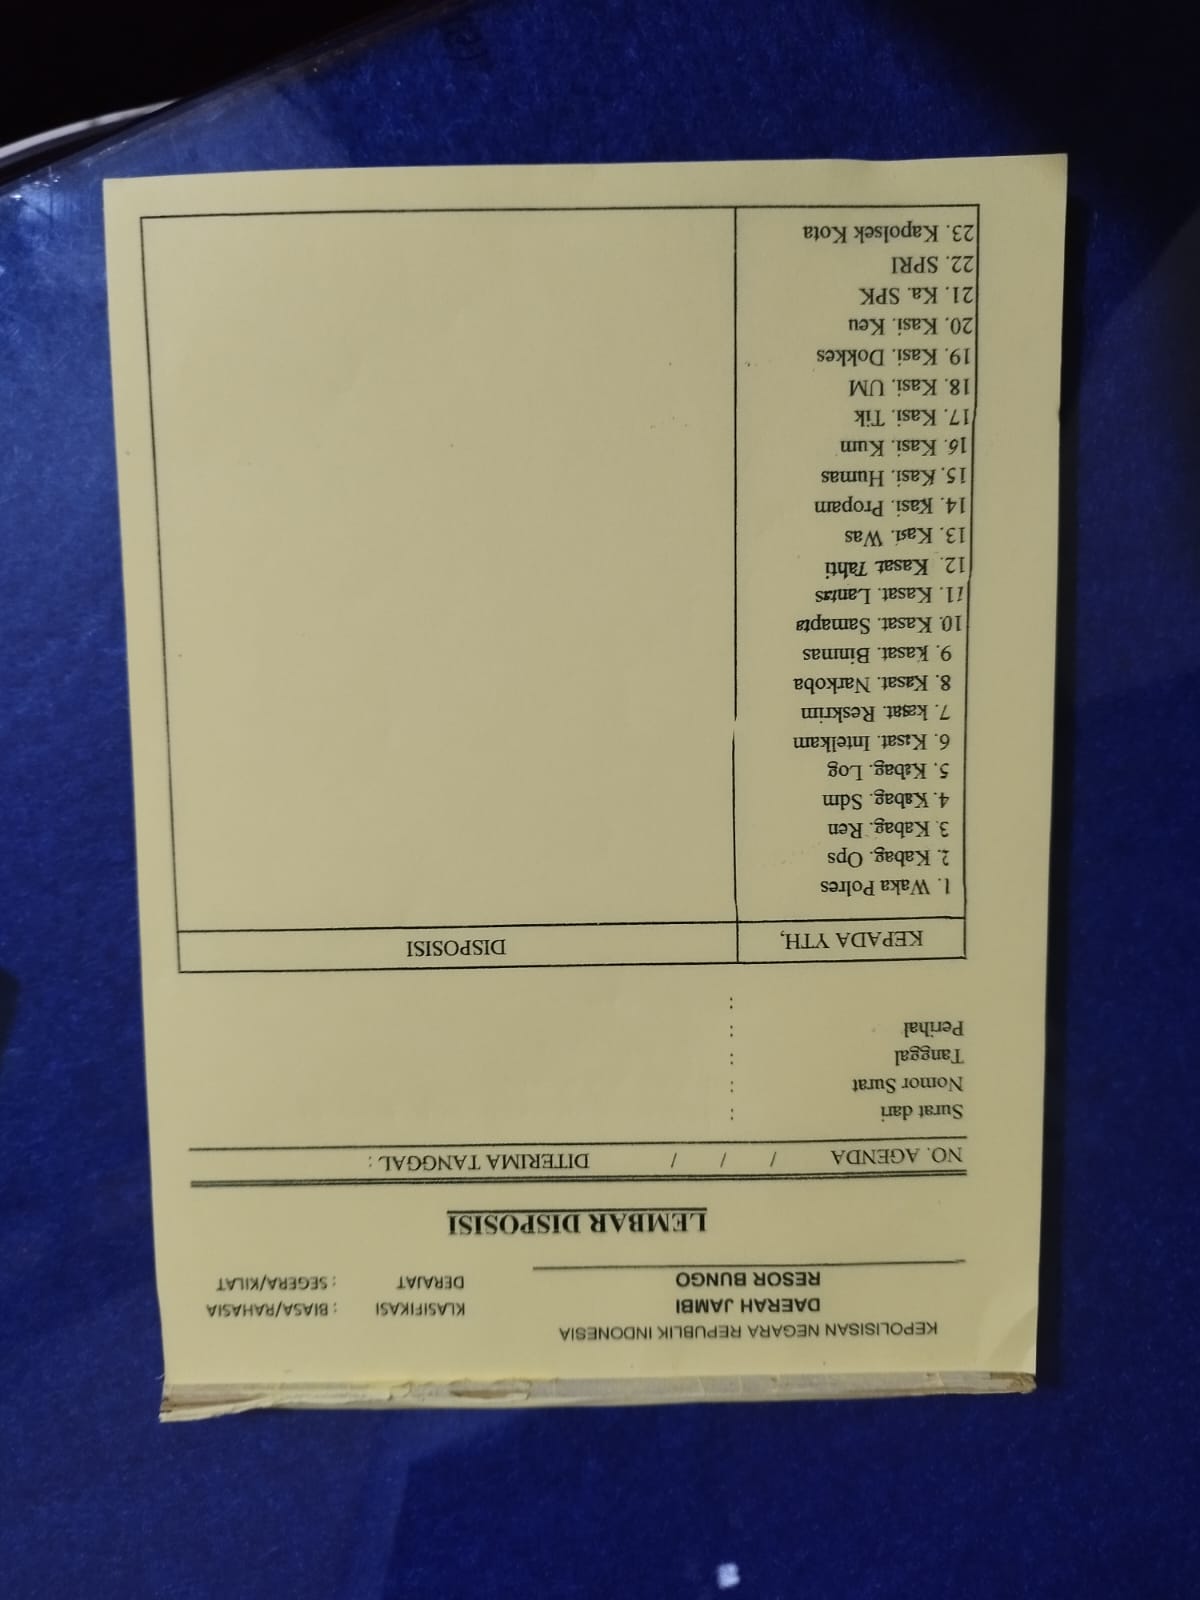 KEPOLISISAN NEGARA REPUBLIK INDONESIA
DAERAH JAMBI
RESOR BUNGO
KLASIFIKASI : BIASA/RAHASIA
DERAJAT : SEGERA/KILAT
LEMBAR DISPOSISI
NO. AGENDA / / / DITERIMA TANGGAL :
Surat dari :
Nomor Surat :
Tanggal :
Perihal :
:
KEPADA YTH, DISPOSISI
1. Waka Polres
2. Kabag. Ops
3. Kabag. Ren
4. Kabag. Sdm
5. Kabag. Log
6. Kasat. Intelkam
7. kasat. Reskrim
8. Kasat. Narkoba
9. Kasat. Binmas
10. Kasat. Samapta
11. Kasat. Lantas
12. Kasat. Tahti
13. Kasi. Was
14. Kasi. Propam
15. Kasi. Humas
16. Kasi. Kum
17. Kasi. Tik
18. Kasi. UM
19. Kasi. Dokkes
20. Kasi. Keu
21. Ka. SPK
22. SPRI
23. Kapolsek Kota